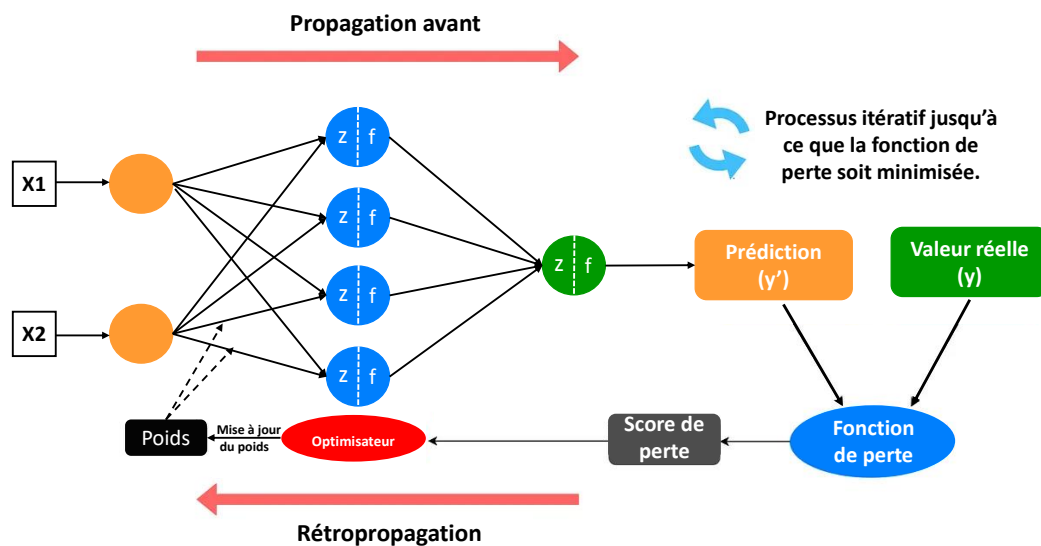 Propagation avant
Processus itératif jusqu'à
ce que la fonction de
perte soit minimisée.
X1
X2
z f
z f
z f
z f
z f
Prédiction
(y')
Valeur réelle
(y)
Poids
Mise à jour
du poids
Optimisateur
Score de
perte
Fonction
de perte
Rétropropagation